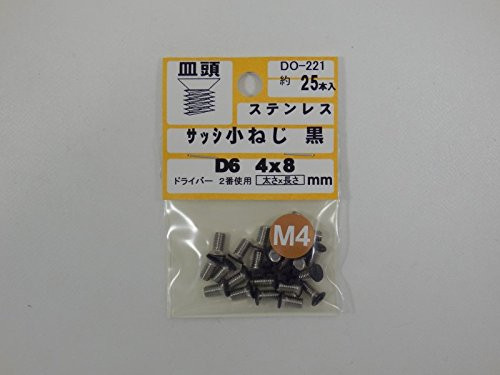 皿頭
DO-221
約25本入
ステンレス
サッシ小ねじ 黒
D6 4x8
ドライバー 2番使用 太さ×長さ mm
M4